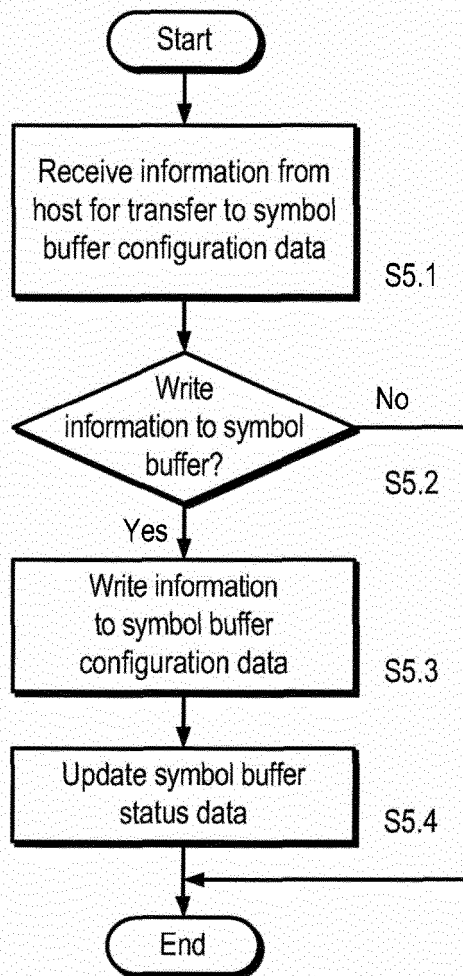 Start
Receive information from
host for transfer to symbol
buffer configuration data
S5.1
Write
information to symbol
buffer?
No
S5.2
Yes
Write information
to symbol buffer
configuration data
S5.3
Update symbol buffer
status data
S5.4
End